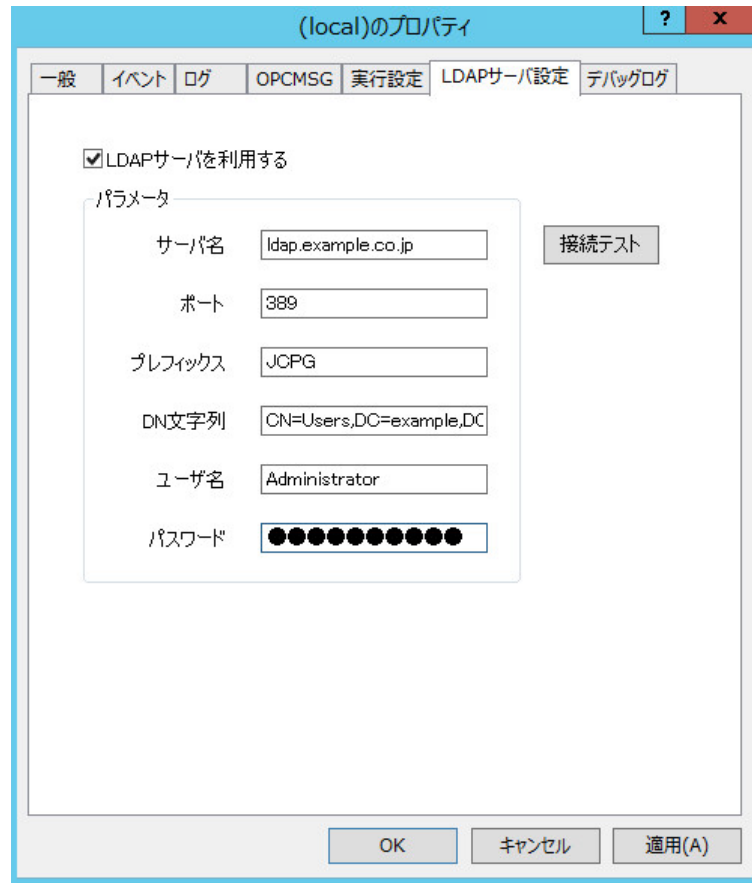 (local)のプロパティ
? x
一般 イベント ログ OPCMSG 実行設定 LDAPサーバ設定 デバッグログ
LDAPサーバを利用する
パラメータ
サーバ名 ldap.example.co.jp 接続テスト
ポート 389
プレフィックス JCPG
DN文字列 CN=Users,DC=example,DC
ユーザ名 Administrator
パスワード ●●●●●●●●●●
OK キャンセル 適用(A)